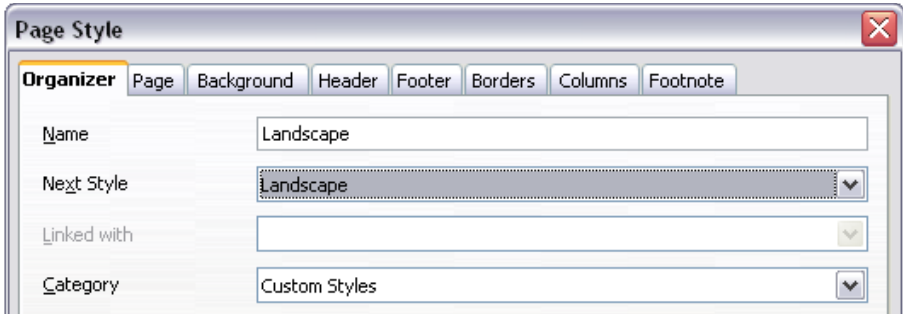 Page Style
Organizer Page Background Header Footer Borders Columns Footnote
Name Landscape
Next Style Landscape
Linked with
Category Custom Styles